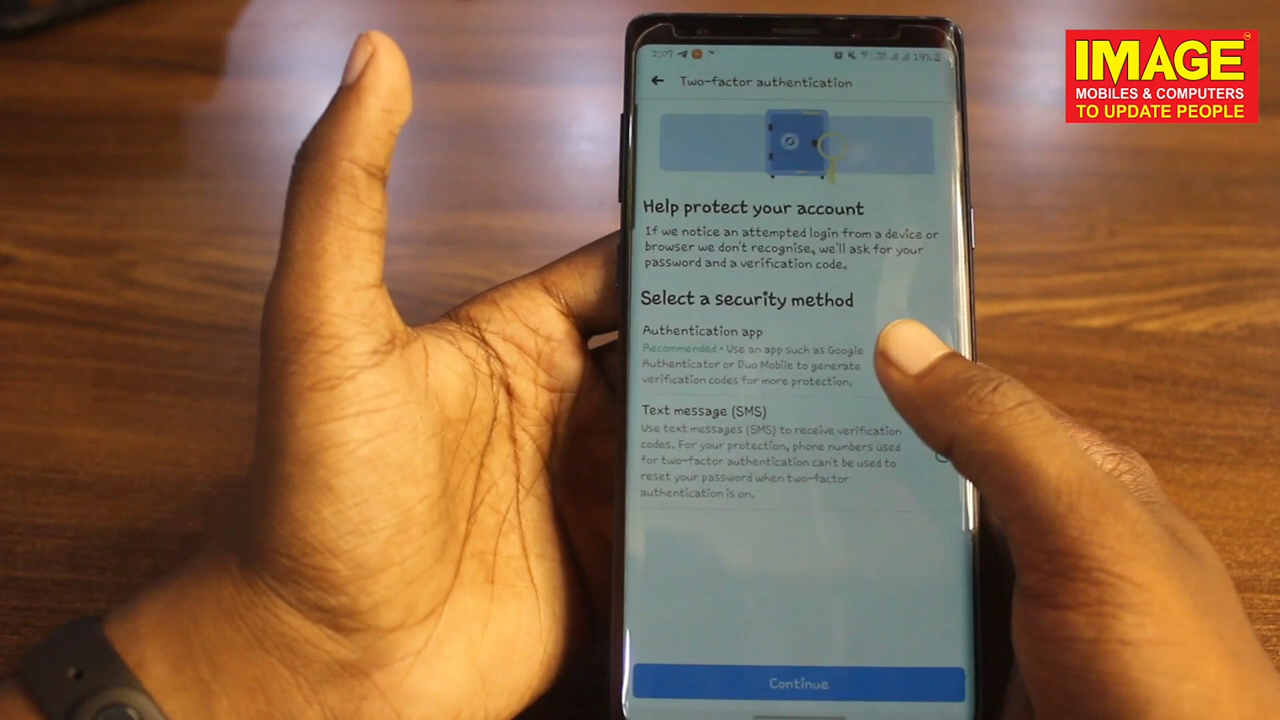 IMAGE
MOBILES & COMPUTERS
TO UPDATE PEOPLE
2:07
19%
Two-factor authentication
Help protect your account
If we notice an attempted login from a device or
browser we don't recognise, we'll ask for your
password and a verification code.
Select a security method
Authentication app
Recommended • Use an app such as Google
Authenticator or Duo Mobile to generate
verification codes for more protection.
Text message (SMS)
Use text messages (SMS) to receive verification
codes. For your protection, phone numbers used
for two-factor authentication can't be used to
reset your password when two-factor
authentication is on.
Continue